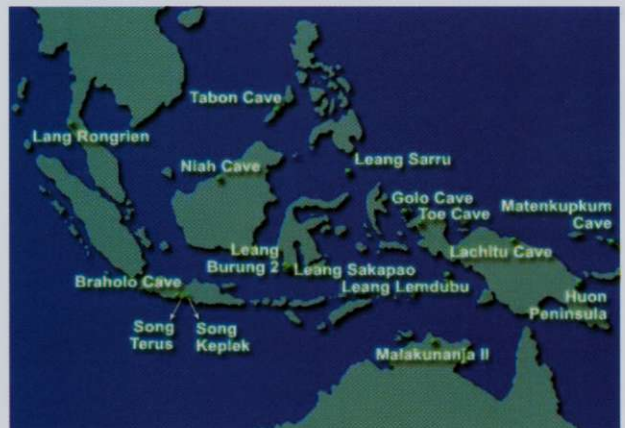 Tabon Cave
Lang Rongrien
Niah Cave
Leang Sarru
Golo Cave
Toe Cave
Matenkupkum
Cave
Lachitu Cave
Leang
Burung 2
Leang Sakapao
Leang Lemdubu
Braholo Cave
Huon
Peninsula
Song
Terus
Song
Keplek
Malakunanja II